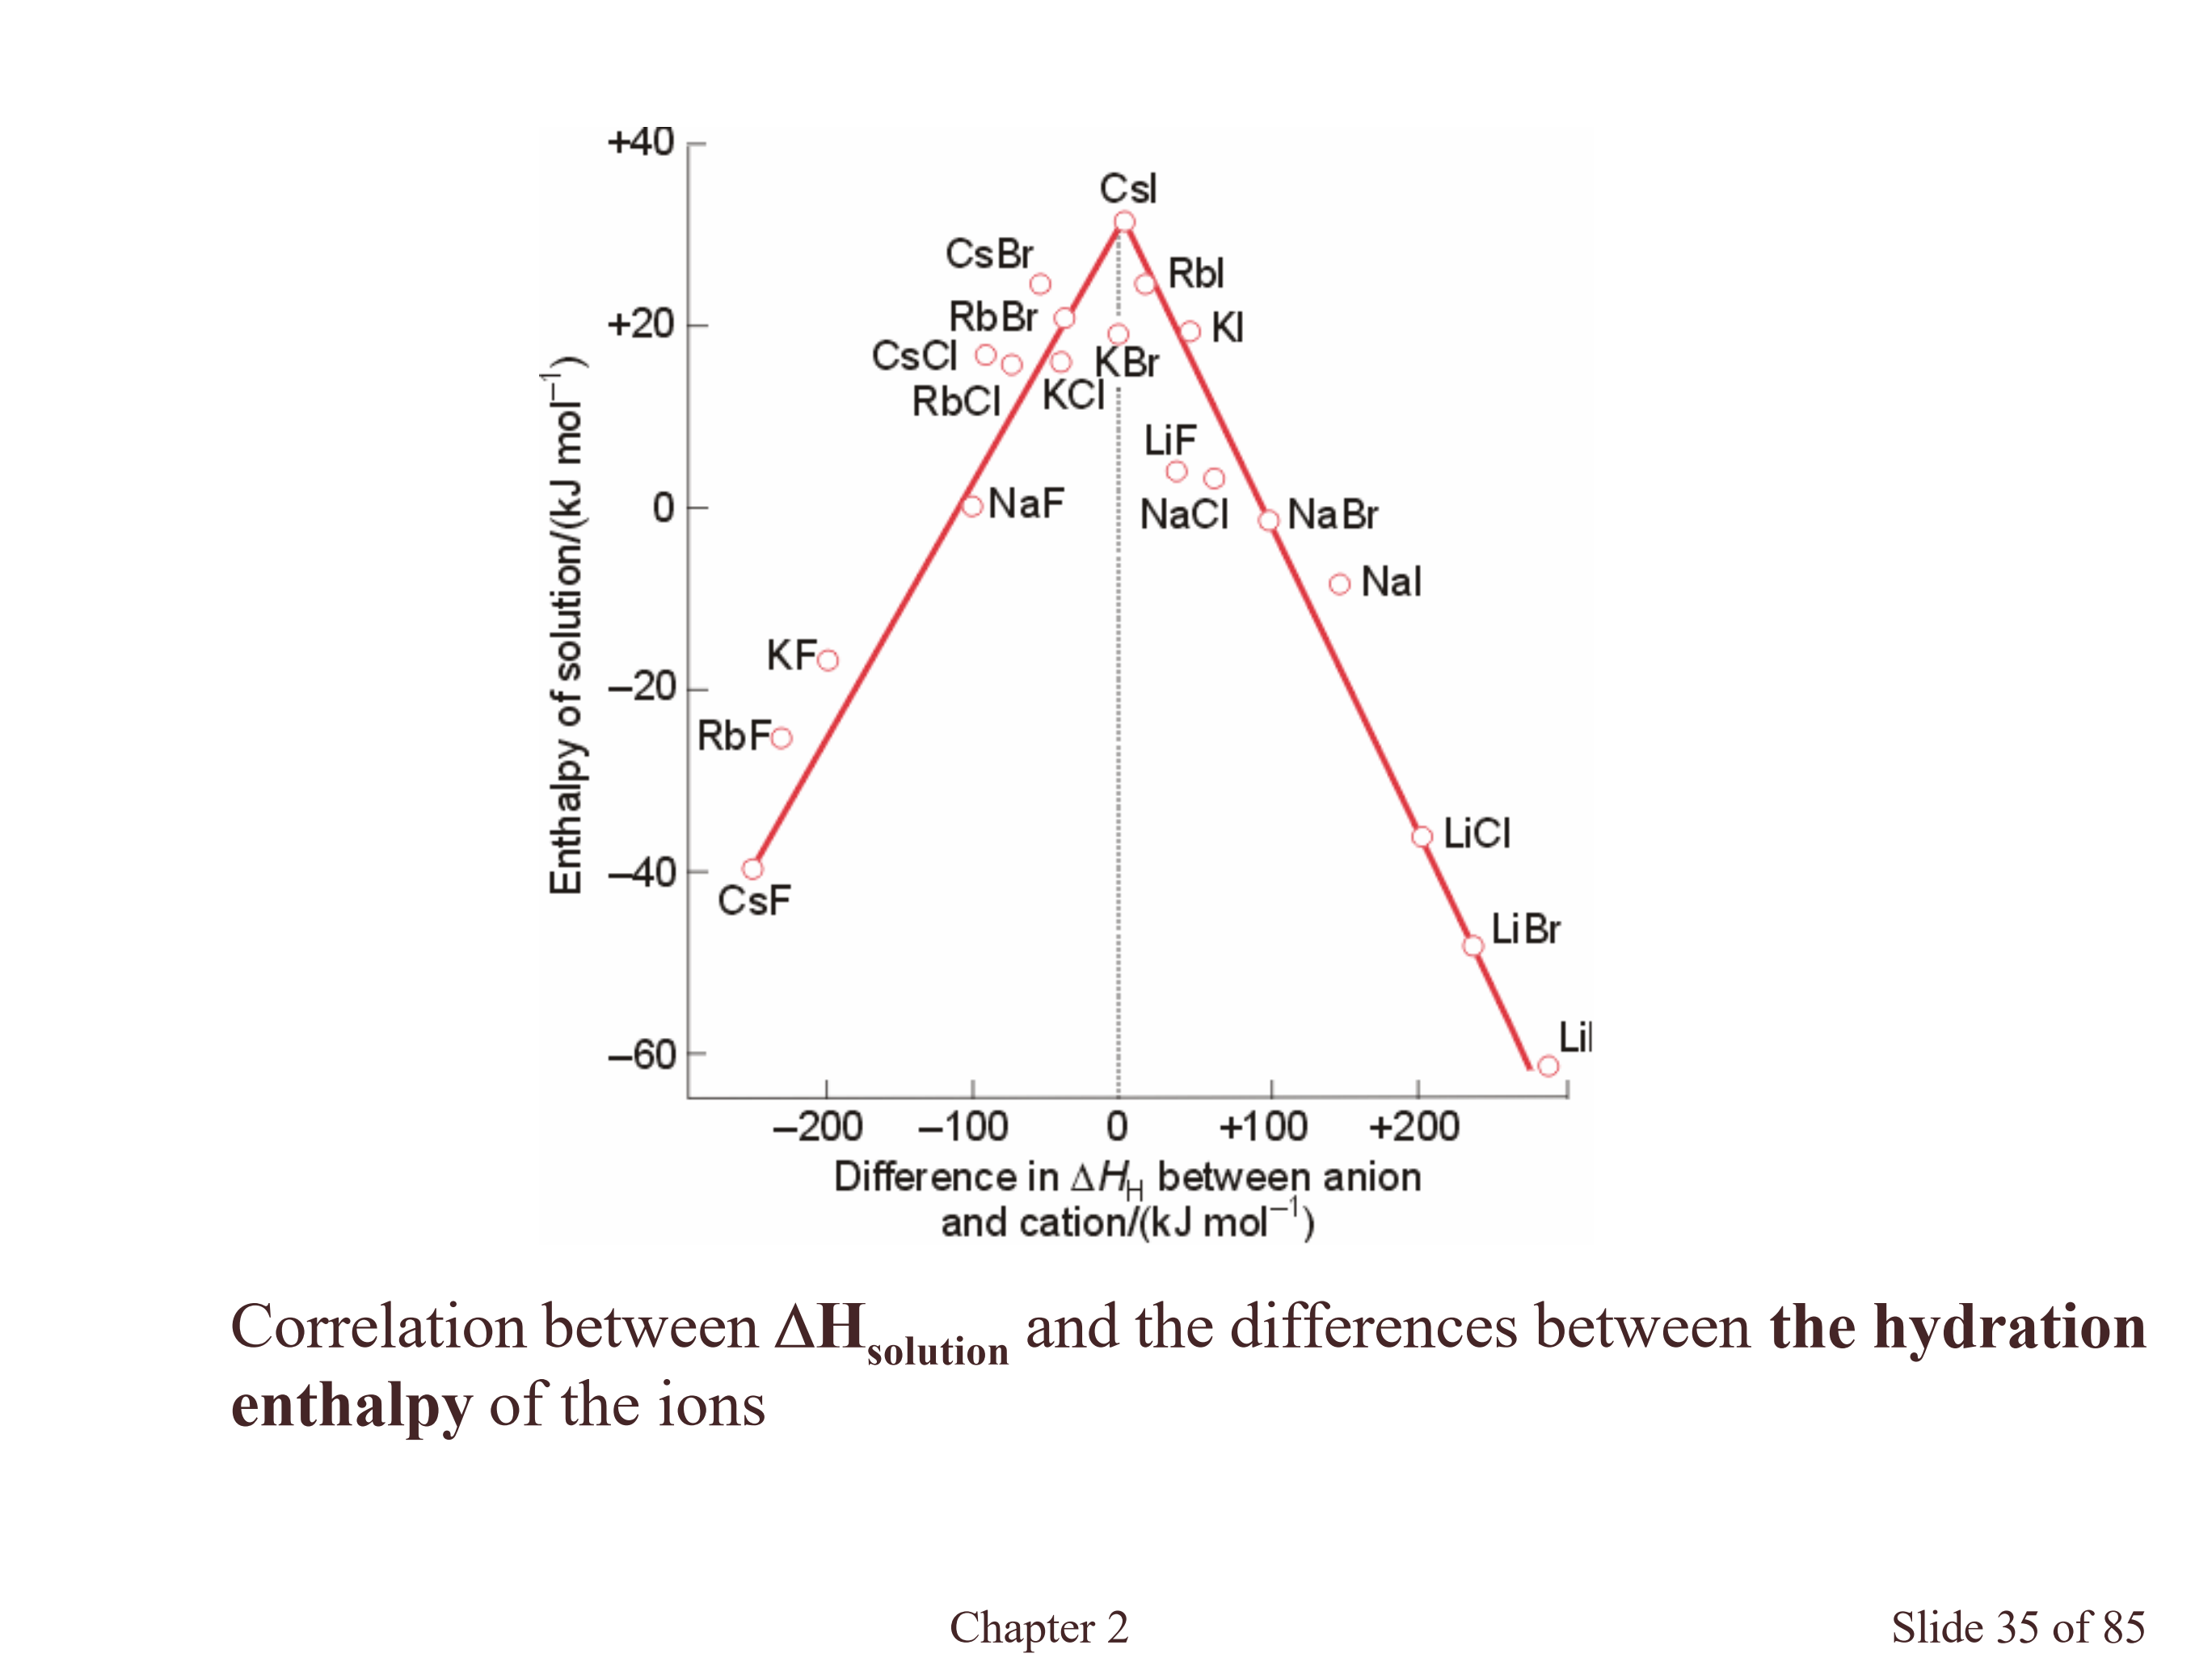 +40
CsI
CsBr
RbI
RbBr
+20
KI
CsCl
KBr
RbCl
KCl
LiF
NaF
0
NaCl
NaBr
NaI
KF
–20
RbF
LiCl
–40
CsF
LiBr
LiI
–60
Enthalpy of solution/(kJ mol⁻¹)
–200 –100 0 +100 +200
Difference in ΔH_H between anion
and cation/(kJ mol⁻¹)
Correlation between ΔH_solution and the differences between the hydration
enthalpy of the ions
Chapter 2
Slide 35 of 85